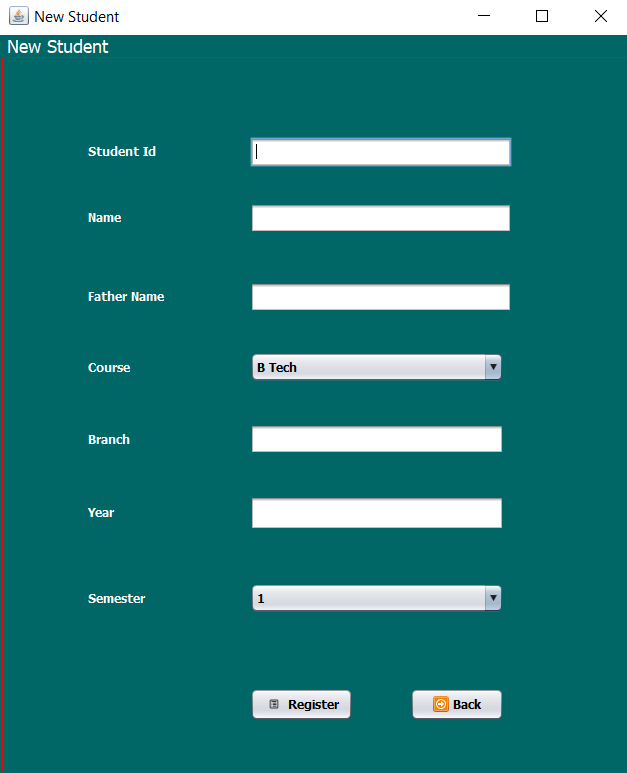 New Student
New Student
Student Id
Name
Father Name
Course B Tech
Branch
Year
Semester 1
Register Back